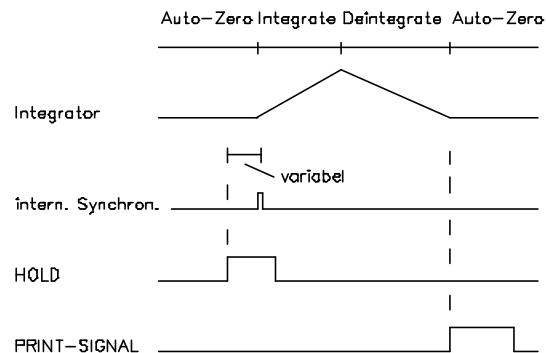 Auto-Zero Integrate Deintegrate Auto-Zero
Integrator
variabel
intern. Synchron.
HOLD
PRINT-SIGNAL